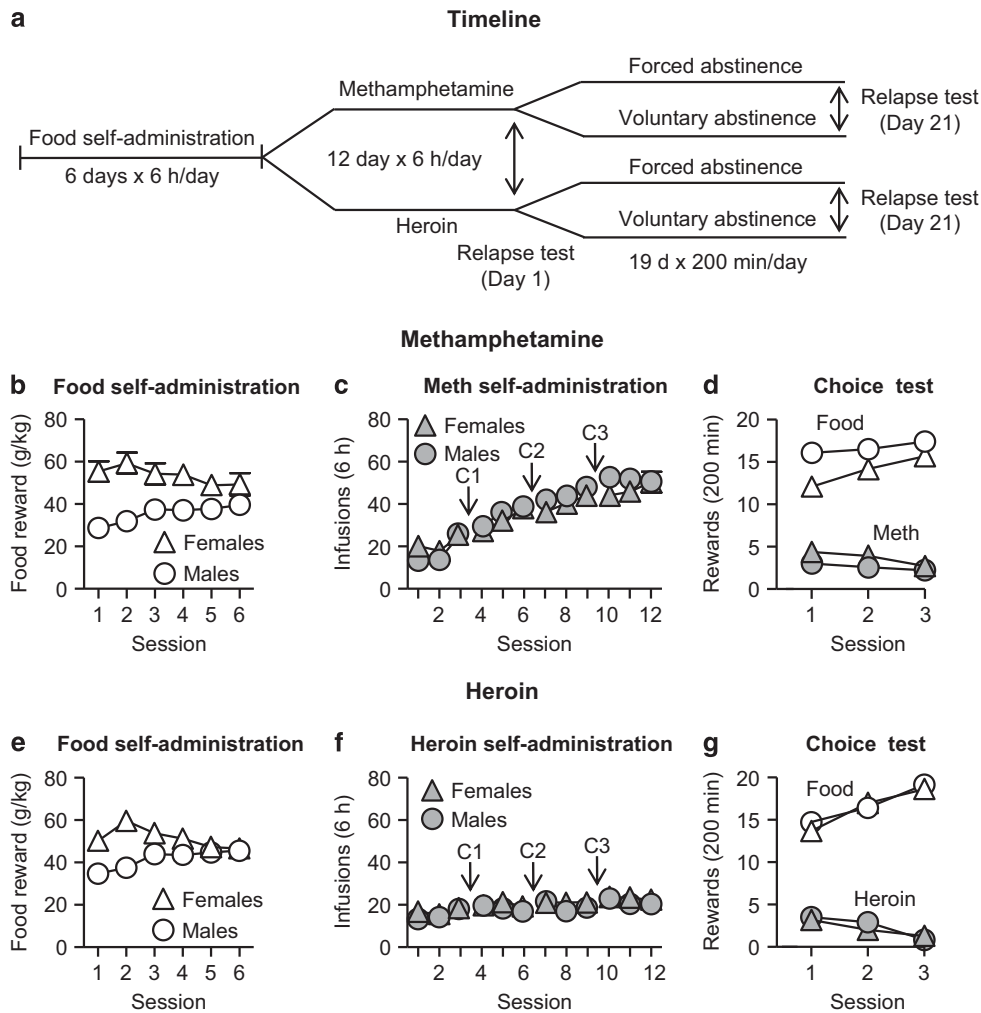 a
Timeline
Forced abstinence
Methamphetamine
Relapse test
(Day 21)
Voluntary abstinence
Food self-administration
12 day x 6 h/day
6 days x 6 h/day
Forced abstinence
Relapse test
(Day 21)
Voluntary abstinence
Heroin
Relapse test
(Day 1)
19 d x 200 min/day
Methamphetamine
b Food self-administration
80
60
40
20
0
Food reward (g/kg)
Females
Males
1 2 3 4 5 6
Session
c Meth self-administration
80
60
40
20
0
Infusions (6 h)
Females
Males
C1
C2
C3
2 4 6 8 10 12
Session
d Choice test
20
15
10
5
0
Rewards (200 min)
Food
Meth
1 2 3
Session
Heroin
e Food self-administration
80
60
40
20
0
Food reward (g/kg)
Females
Males
1 2 3 4 5 6
Session
f Heroin self-administration
80
60
40
20
0
Infusions (6 h)
Females
Males
C1
C2
C3
2 4 6 8 10 12
Session
g Choice test
20
15
10
5
0
Rewards (200 min)
Food
Heroin
1 2 3
Session